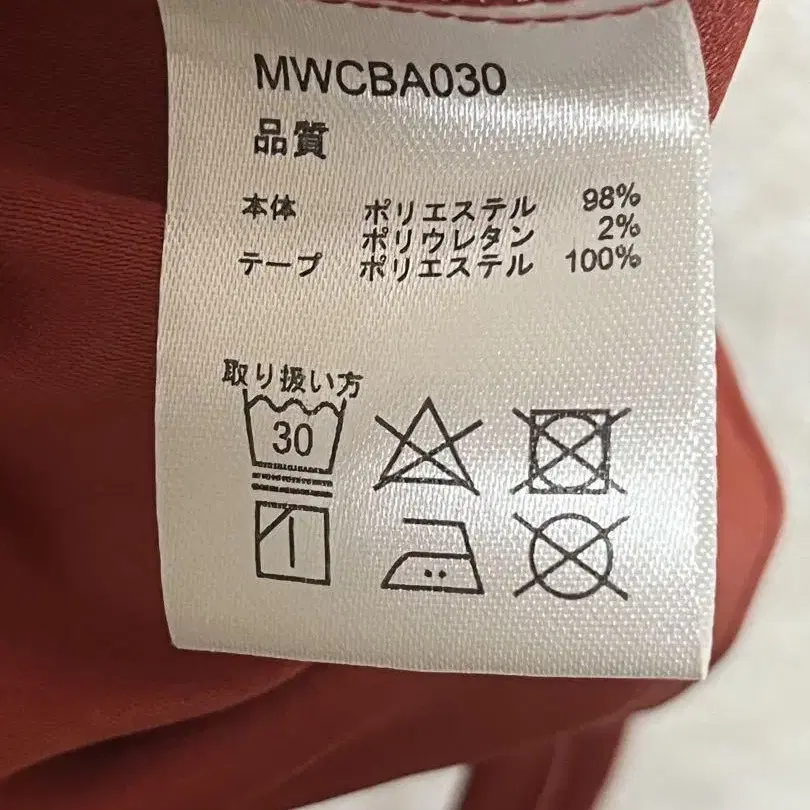 MWCBA030
品質
本体 ポリエステル 98%
ポリウレタン 2%
テープ ポリエステル 100%
取り扱い方
30